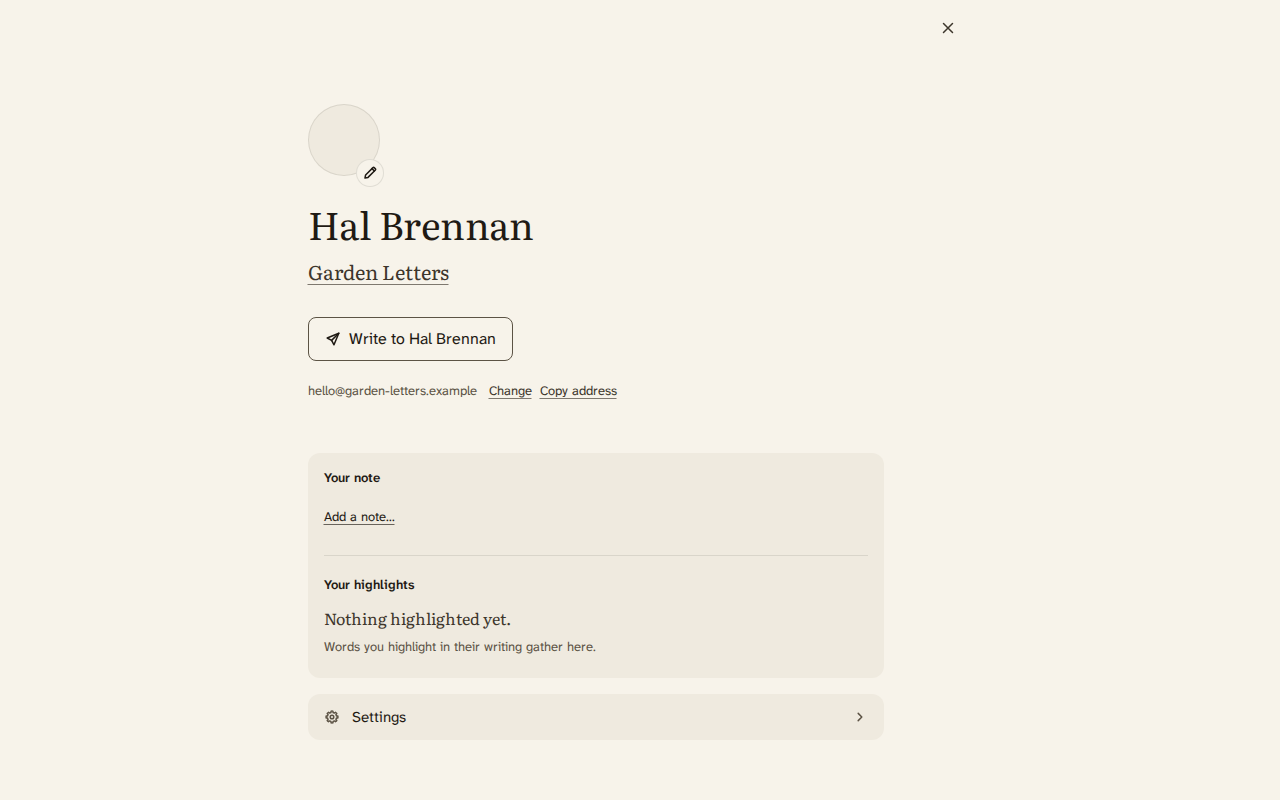 Hal Brennan
Garden Letters
Write to Hal Brennan
hello@garden-letters.example Change Copy address
Your note
Add a note...
Your highlights
Nothing highlighted yet.
Words you highlight in their writing gather here.
Settings